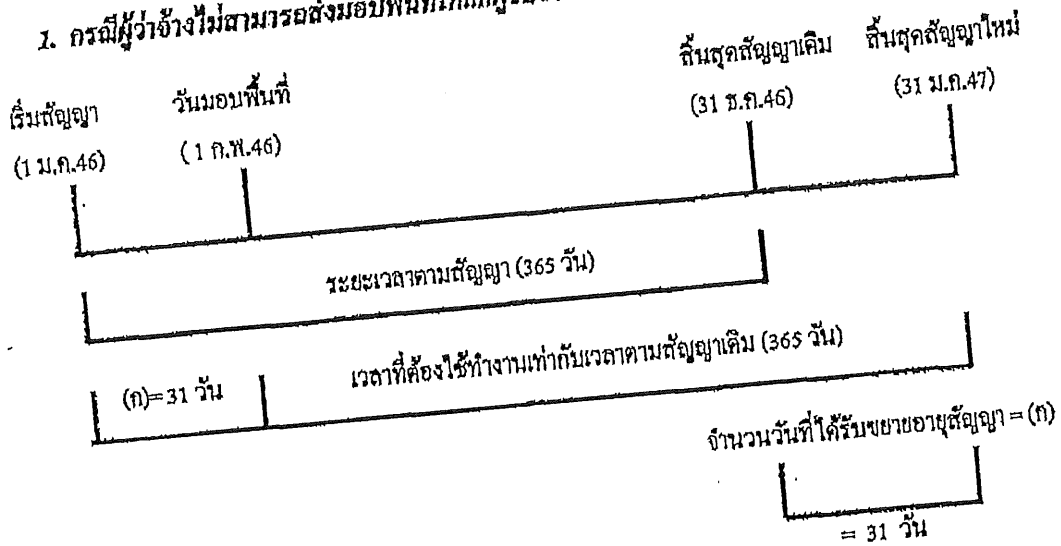 1. กรณีผู้ว่าจ้างไม่สามารถส่งมอบพื้นที่ให้แก่
เริ่มสัญญา
(1 ม.ค.46)
วันมอบพื้นที่
( 1 ก.พ.46)
สิ้นสุดสัญญาเดิม
(31 ธ.ค.46)
สิ้นสุดสัญญาใหม่
(31 ม.ค.47)
ระยะเวลาตามสัญญา (365 วัน)
(ก)=31 วัน
เวลาที่ต้องใช้ทำงานเท่ากับเวลาตามสัญญาเดิม (365 วัน)
จำนวนวันที่ได้รับขยายอายุสัญญา = (ก)
= 31 วัน